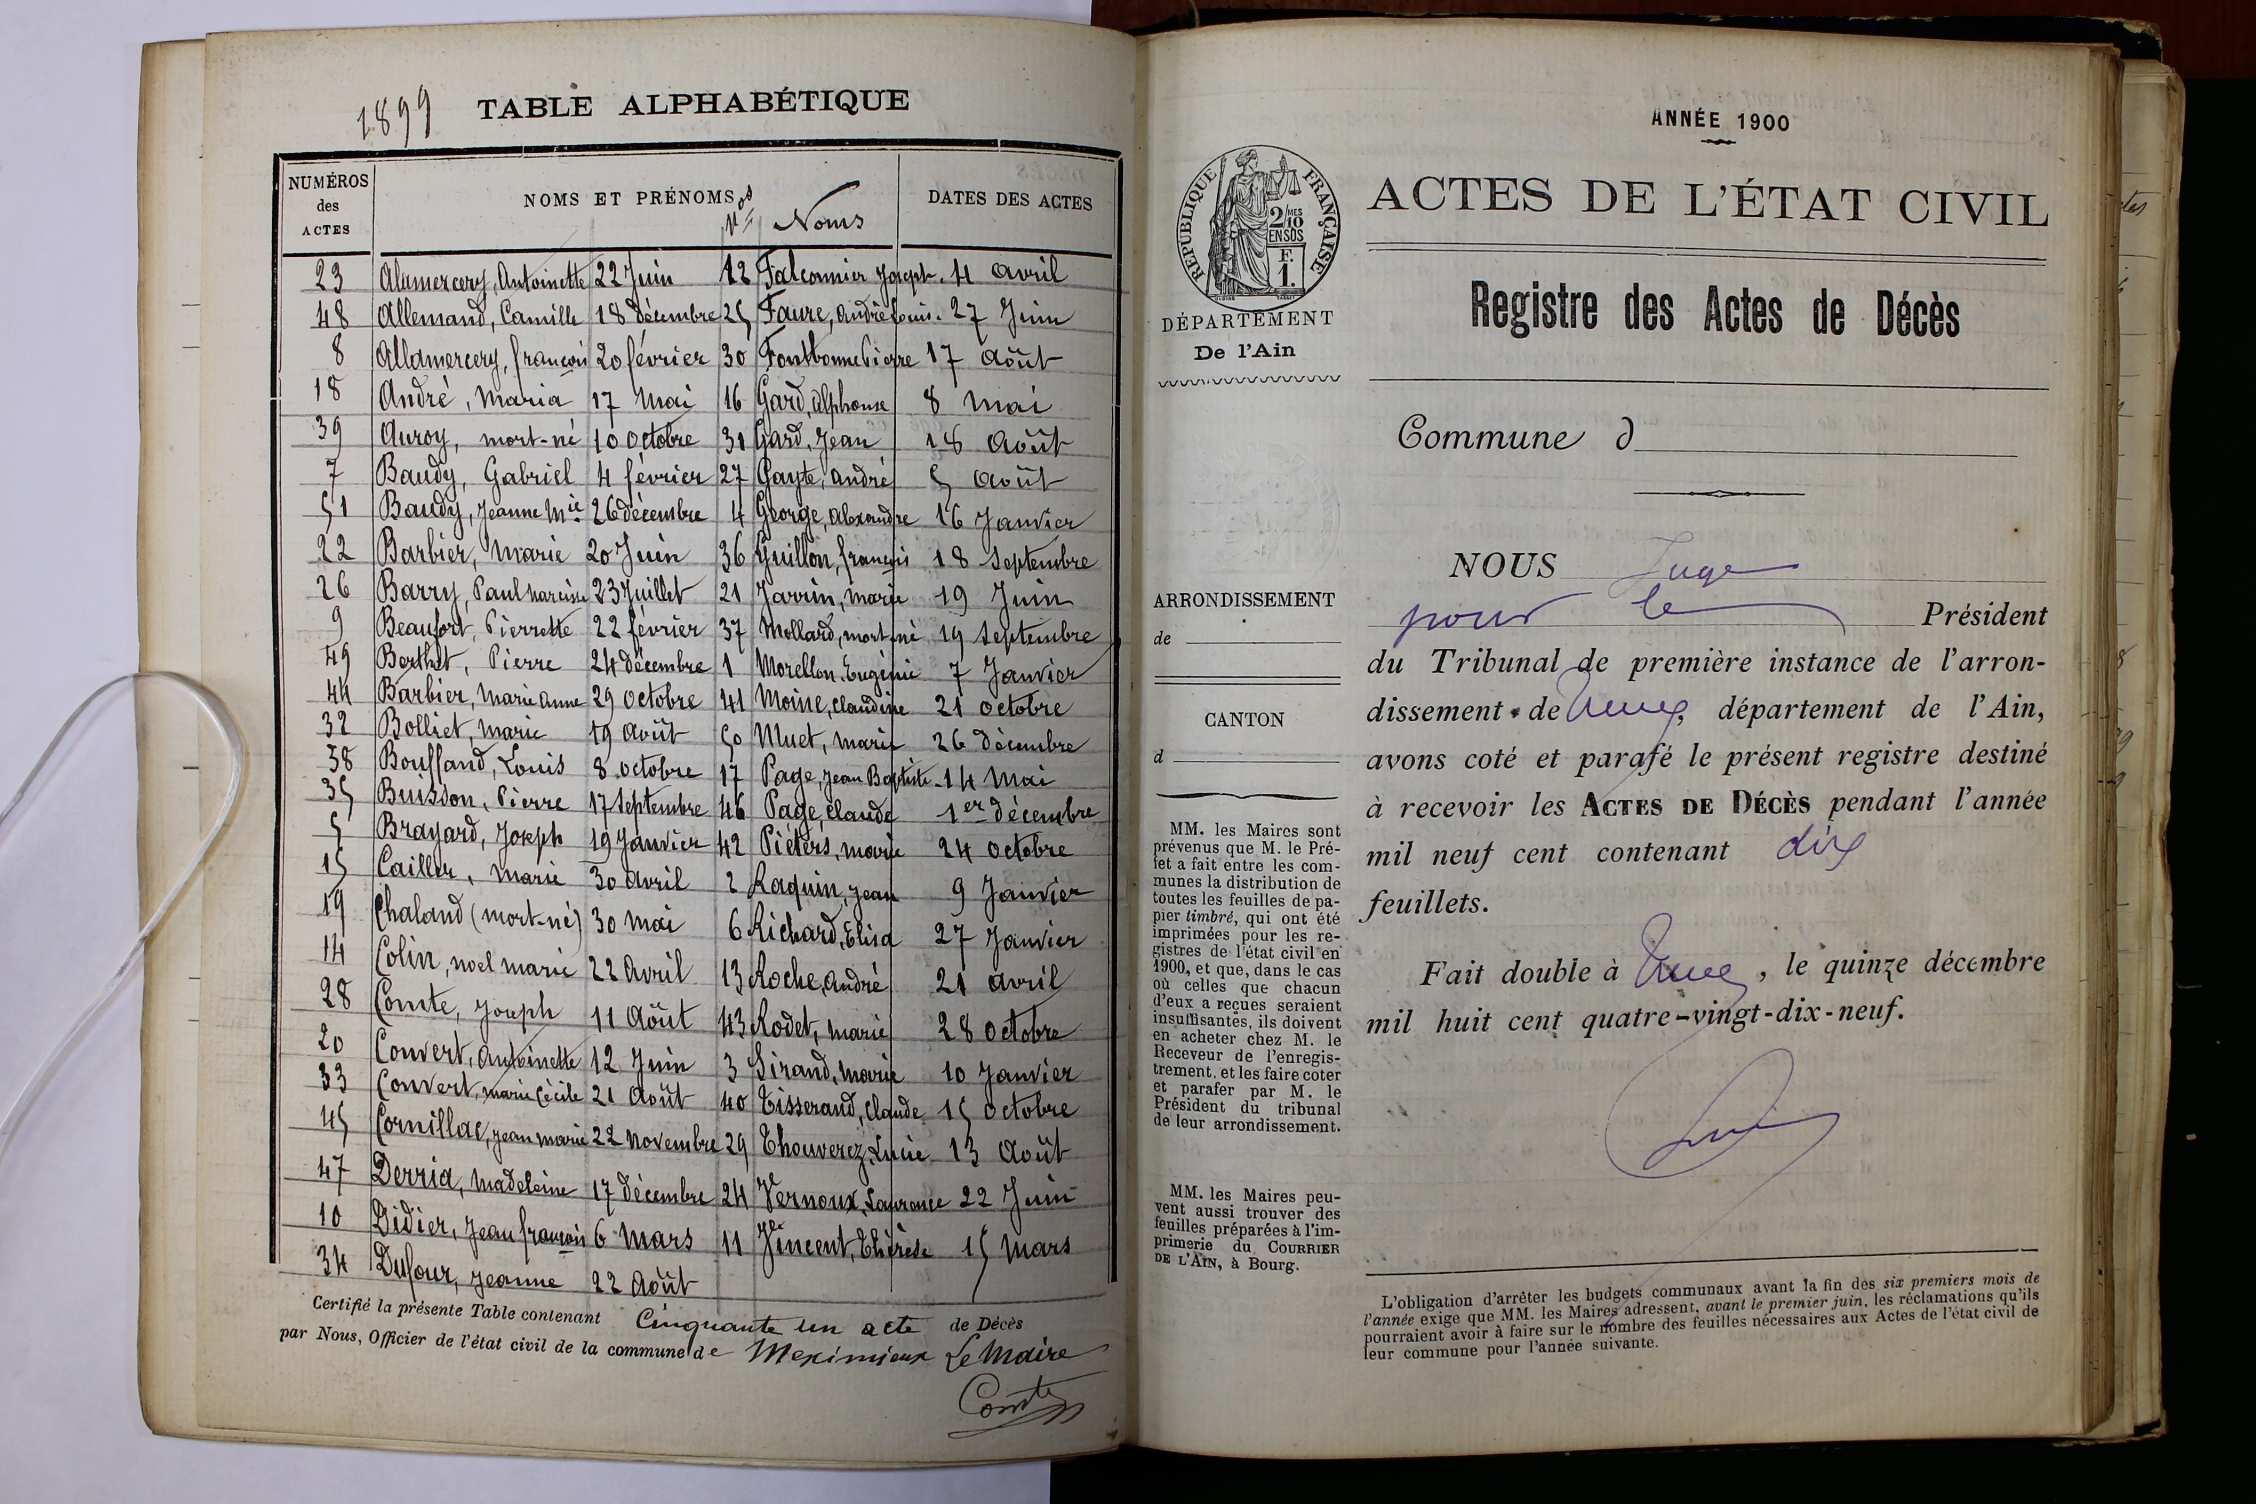 1899 TABLE ALPHABÉTIQUE
NUMÉROS des ACTES
NOMS ET PRÉNOMS
Nos Noms
DATES DES ACTES
23 Alamercery, Antoinette 22 Juin 12 Falconnier Joseph. 4 avril
48 Allemand, Camille 18 décembre 25 Faure, André Louis. 27 Juin
8 Allamercery, françois 20 février 30 Fontbonne Pierre 17 Août
18 André, Maria 17 Mai 16 Gard, Alphonse 8 mai
39 Auroy, mort-né 10 octobre 31 Gard, Jean 18 Août
7 Baudy, Gabriel 4 février 27 Gayte, André 5 Août
51 Baudy, Jeanne Mie 26 décembre 4 George, Alexandre 16 Janvier
22 Barbier, Marie 20 Juin 36 Guillon, françois 18 Septembre
26 Barry, Paul narcisse 23 Juillet 21 Javrin, Marie 19 Juin
9 Beaufort, Pierrette 22 février 37 Mollard, mort né 19 Septembre
49 Berthet, Pierre 24 décembre 1 Morellon, Eugénie 7 Janvier
44 Barbier, Marie Anne 29 octobre 41 Moine, Claudine 21 octobre
32 Bolliet, Marie 19 Août 50 Muet, Marie 26 décembre
38 Bouffand, Louis 8 octobre 17 Page, Jean Baptiste. 14 Mai
35 Buisson, Pierre 17 Septembre 46 Page, Claude 1er décembre
5 Brayard, Joseph 19 Janvier 42 Piéters, marie 24 octobre
15 Cailler, Marie 30 avril 2 Raquin, Jean 9 Janvier
19 Chaland (mort-né) 30 Mai 6 Richard, Elisa 27 Janvier
14 Colin, noel marie 22 Avril 13 Roche, André 21 avril
28 Comte, Joseph 11 Août 43 Rodet, Marie 28 octobre
20 Convert, Antoinette 12 Juin 3 Sirand, Marie 10 Janvier
33 Convert, Marie Cécile 21 Août 40 Tisserand, Claude 15 octobre
45 Cornillac, Jean Marie 22 Novembre 29 Thouverez, Lucie 13 Août
47 Derria, Madeleine 17 décembre 24 Vernoux, Laurence 22 Juin
10 Didier, Jean françois 6 Mars 11 Vincent, Thérèse 15 Mars
34 Dufour, Jeanne 22 Août
Certifié la présente Table contenant Cinquante un acte de Décès
par Nous, Officier de l'état civil de la commune de Meximieux Le Maire
Comte
ANNÉE 1900
RÉPUBLIQUE FRANÇAISE
2/10 MES
EN SUS
F.
1.
DÉPARTEMENT
De l'Ain
ARRONDISSEMENT
de
CANTON
d
MM. les Maires sont
prévenus que M. le Pré-
fet a fait entre les com-
munes la distribution de
toutes les feuilles de pa-
pier timbré, qui ont été
imprimées pour les re-
gistres de l'état civil en
1900, et que, dans le cas
où celles que chacun
d'eux a reçues seraient
insuffisantes, ils doivent
en acheter chez M. le
Receveur de l'enregis-
trement, et les faire coter
et parafer par M. le
Président du tribunal
de leur arrondissement.
MM. les Maires peu-
vent aussi trouver des
feuilles préparées à l'im-
primerie du COURRIER
DE L'AIN, à Bourg.
ACTES DE L'ÉTAT CIVIL
Registre des Actes de Décès
Commune d
NOUS Juge
pour le Président
du Tribunal de première instance de l'arron-
dissement de Trévoux, département de l'Ain,
avons coté et parafé le présent registre destiné
à recevoir les ACTES DE DÉCÈS pendant l'année
mil neuf cent contenant dix
feuillets.
Fait double à Trévoux, le quinze décembre
mil huit cent quatre-vingt-dix-neuf.
L'obligation d'arrêter les budgets communaux avant la fin des six premiers mois de
l'année exige que MM. les Maires adressent, avant le premier juin, les réclamations qu'ils
pourraient avoir à faire sur le nombre des feuilles nécessaires aux Actes de l'état civil de
leur commune pour l'année suivante.